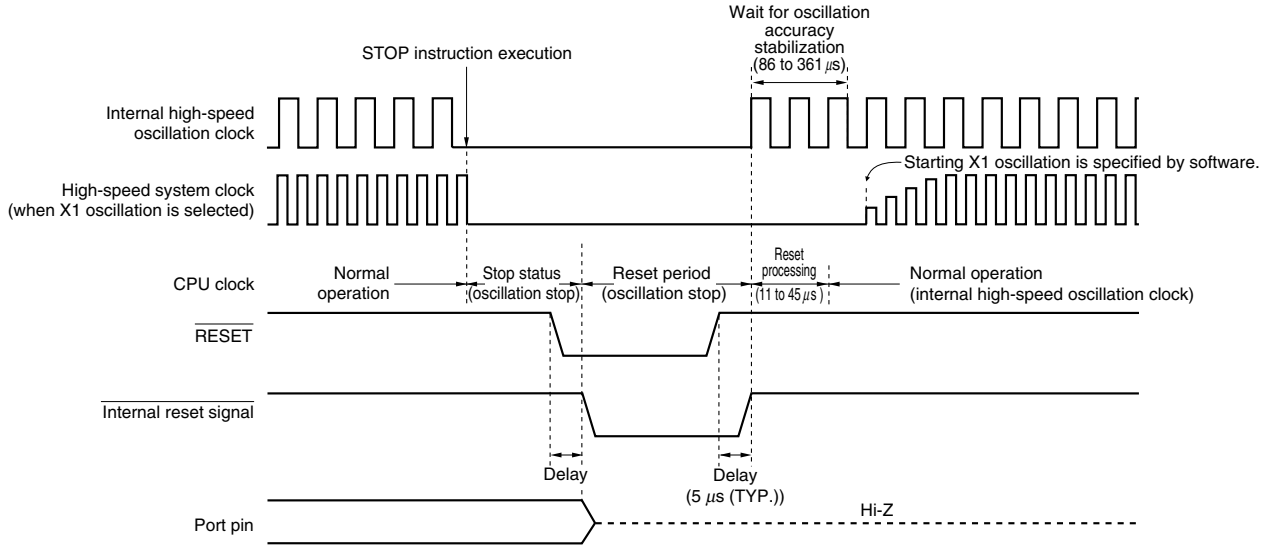 Wait for oscillation
accuracy
stabilization
(86 to 361 μs)
STOP instruction execution
Internal high-speed
oscillation clock
Starting X1 oscillation is specified by software.
High-speed system clock
(when X1 oscillation is selected)
CPU clock
Normal
operation
Stop status
(oscillation stop)
Reset period
(oscillation stop)
Reset
processing
(11 to 45 μs)
Normal operation
(internal high-speed oscillation clock)
RESET
Internal reset signal
Delay
Delay
(5 μs (TYP.))
Port pin
Hi-Z